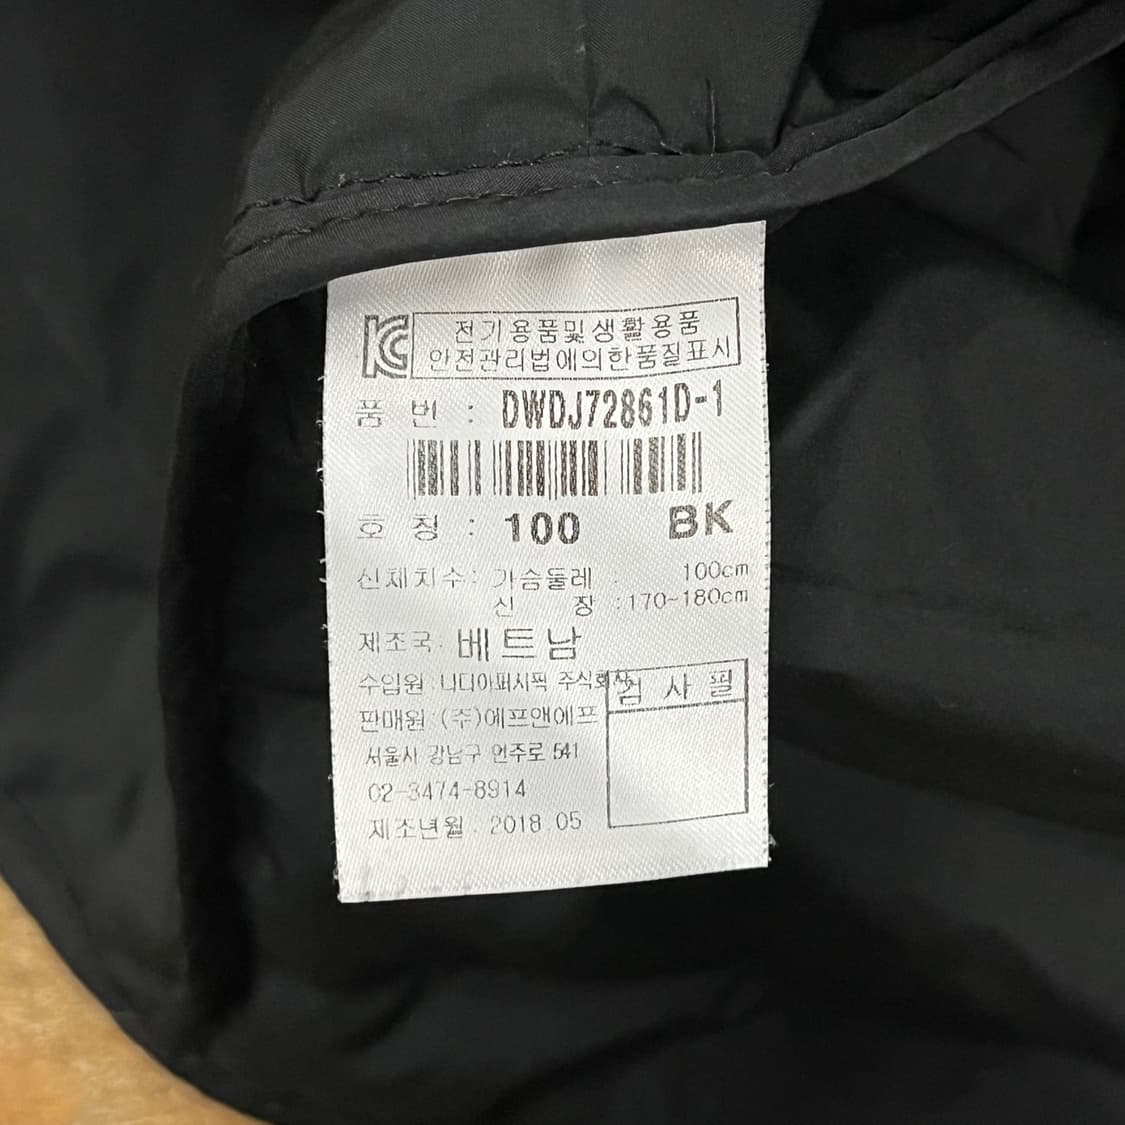 KC 전기용품및생활용품
안전관리법에의한품질표시
품 번 : DWDJ72861D-1
호 칭 : 100 BK
신체치수: 가슴둘레 : 100cm
신 장 :170~180cm
제조국: 베트남
수입원 니디아퍼시픽 주식회사
검 사 필
판매원:(주)에프앤에프
서울시 강남구 언주로 541
02-3474-8914
제조년월 : 2018.05